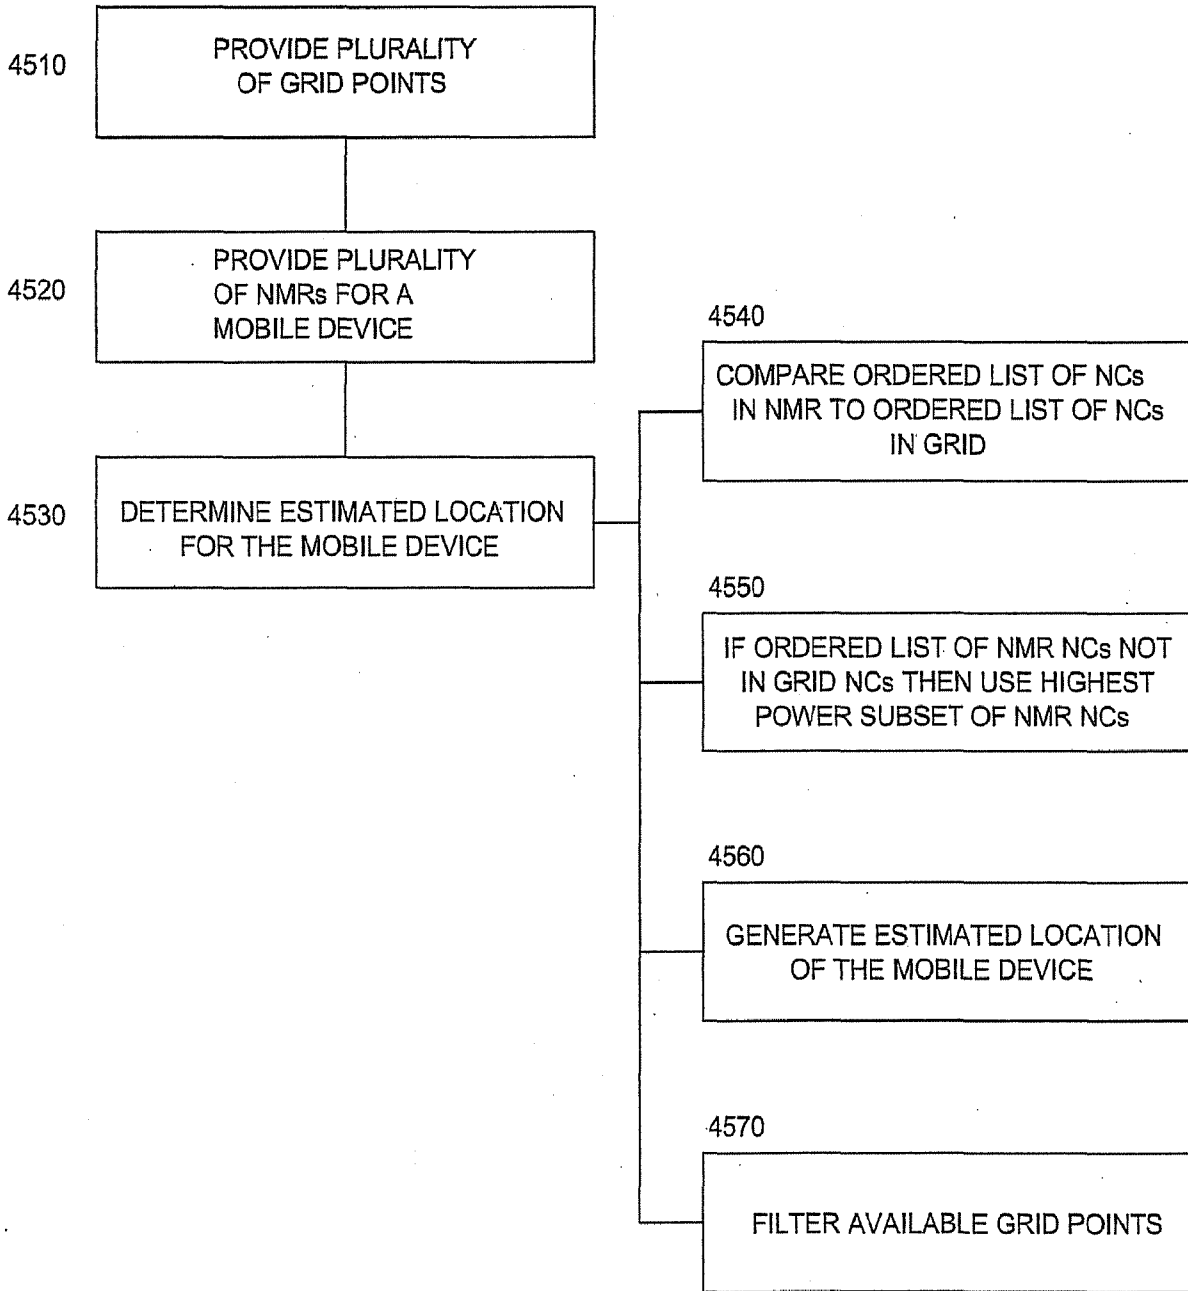 4510
PROVIDE PLURALITY
OF GRID POINTS
4520
PROVIDE PLURALITY
OF NMRs FOR A
MOBILE DEVICE
4530
DETERMINE ESTIMATED LOCATION
FOR THE MOBILE DEVICE
4540
COMPARE ORDERED LIST OF NCs
IN NMR TO ORDERED LIST OF NCs
IN GRID
4550
IF ORDERED LIST OF NMR NCs NOT
IN GRID NCs THEN USE HIGHEST
POWER SUBSET OF NMR NCs
4560
GENERATE ESTIMATED LOCATION
OF THE MOBILE DEVICE
4570
FILTER AVAILABLE GRID POINTS